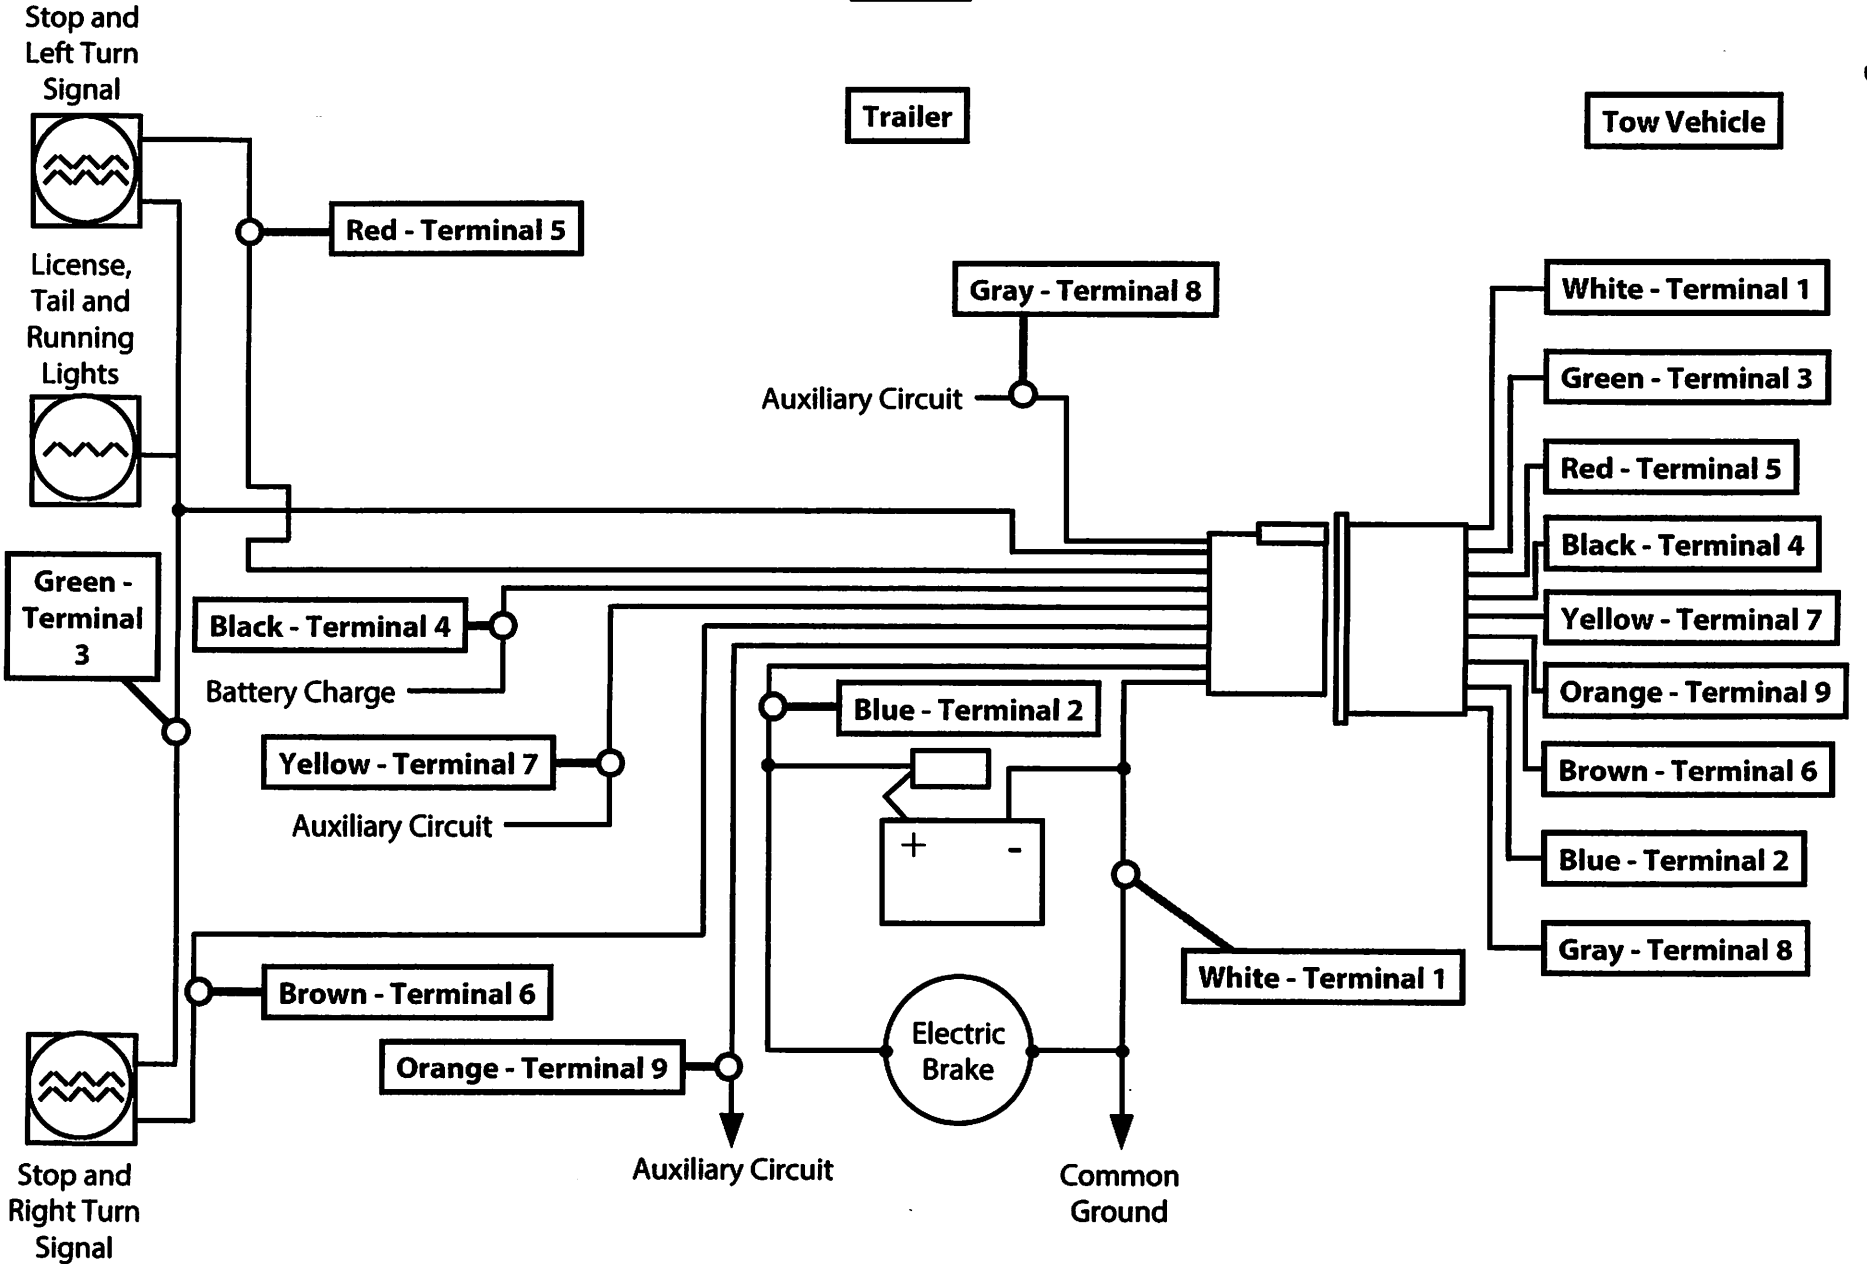 Stop and
Left Turn
Signal
Trailer
Tow Vehicle
Red - Terminal 5
License,
Tail and
Running
Lights
Gray - Terminal 8
Auxiliary Circuit
White - Terminal 1
Green - Terminal 3
Red - Terminal 5
Black - Terminal 4
Yellow - Terminal 7
Orange - Terminal 9
Brown - Terminal 6
Blue - Terminal 2
Gray - Terminal 8
Green -
Terminal
3
Black - Terminal 4
Battery Charge
Yellow - Terminal 7
Auxiliary Circuit
Blue - Terminal 2
+
-
White - Terminal 1
Brown - Terminal 6
Orange - Terminal 9
Electric
Brake
Auxiliary Circuit
Common
Ground
Stop and
Right Turn
Signal